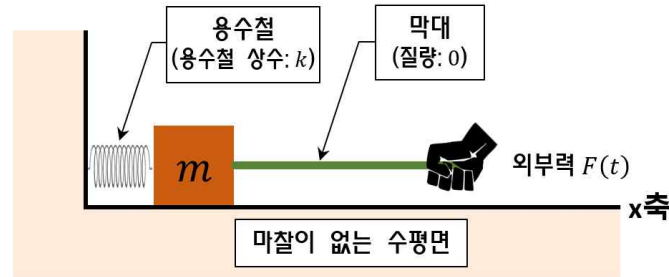 용수철
(용수철 상수: k)
막대
(질량: 0)
m
외부력 F(t)
x축
마찰이 없는 수평면